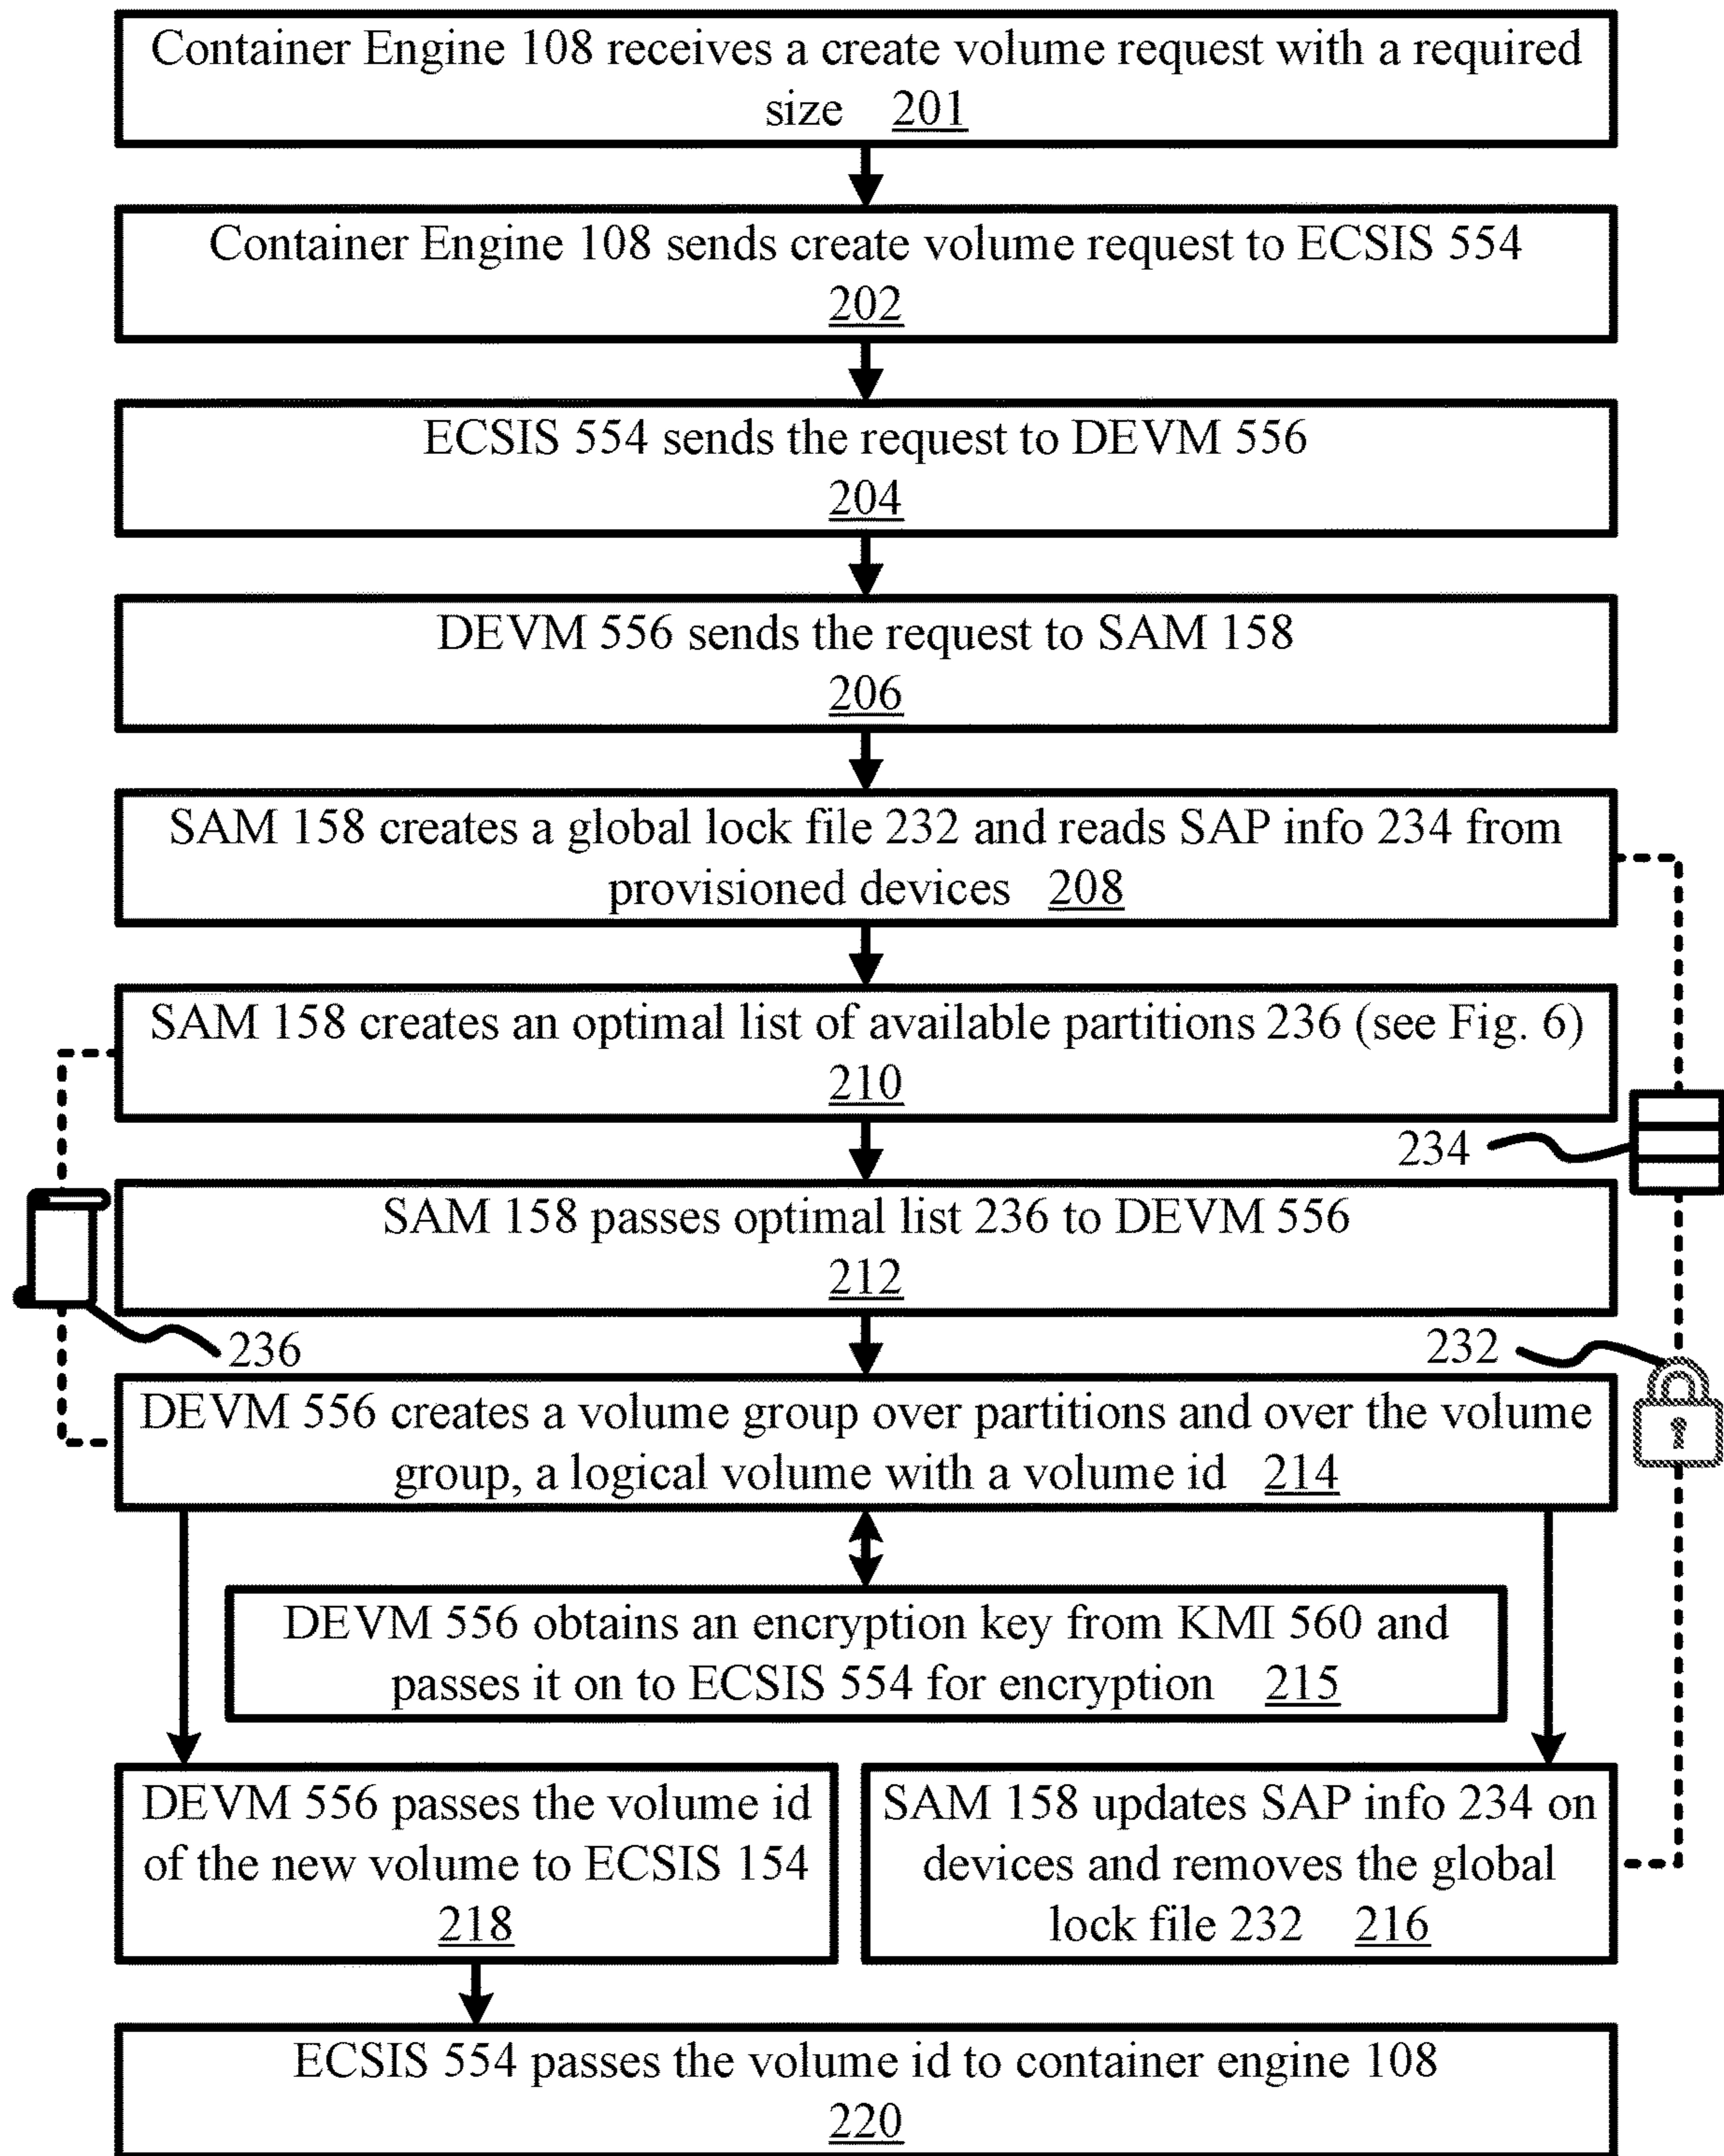 Container Engine 108 receives a create volume request with a required
size 201
Container Engine 108 sends create volume request to ECSIS 554
202
ECSIS 554 sends the request to DEVM 556
204
DEVM 556 sends the request to SAM 158
206
SAM 158 creates a global lock file 232 and reads SAP info 234 from
provisioned devices 208
SAM 158 creates an optimal list of available partitions 236 (see Fig. 6)
210
234
SAM 158 passes optimal list 236 to DEVM 556
212
236
232
DEVM 556 creates a volume group over partitions and over the volume
group, a logical volume with a volume id 214
DEVM 556 obtains an encryption key from KMI 560 and
passes it on to ECSIS 554 for encryption 215
DEVM 556 passes the volume id
of the new volume to ECSIS 154
218
SAM 158 updates SAP info 234 on
devices and removes the global
lock file 232 216
ECSIS 554 passes the volume id to container engine 108
220